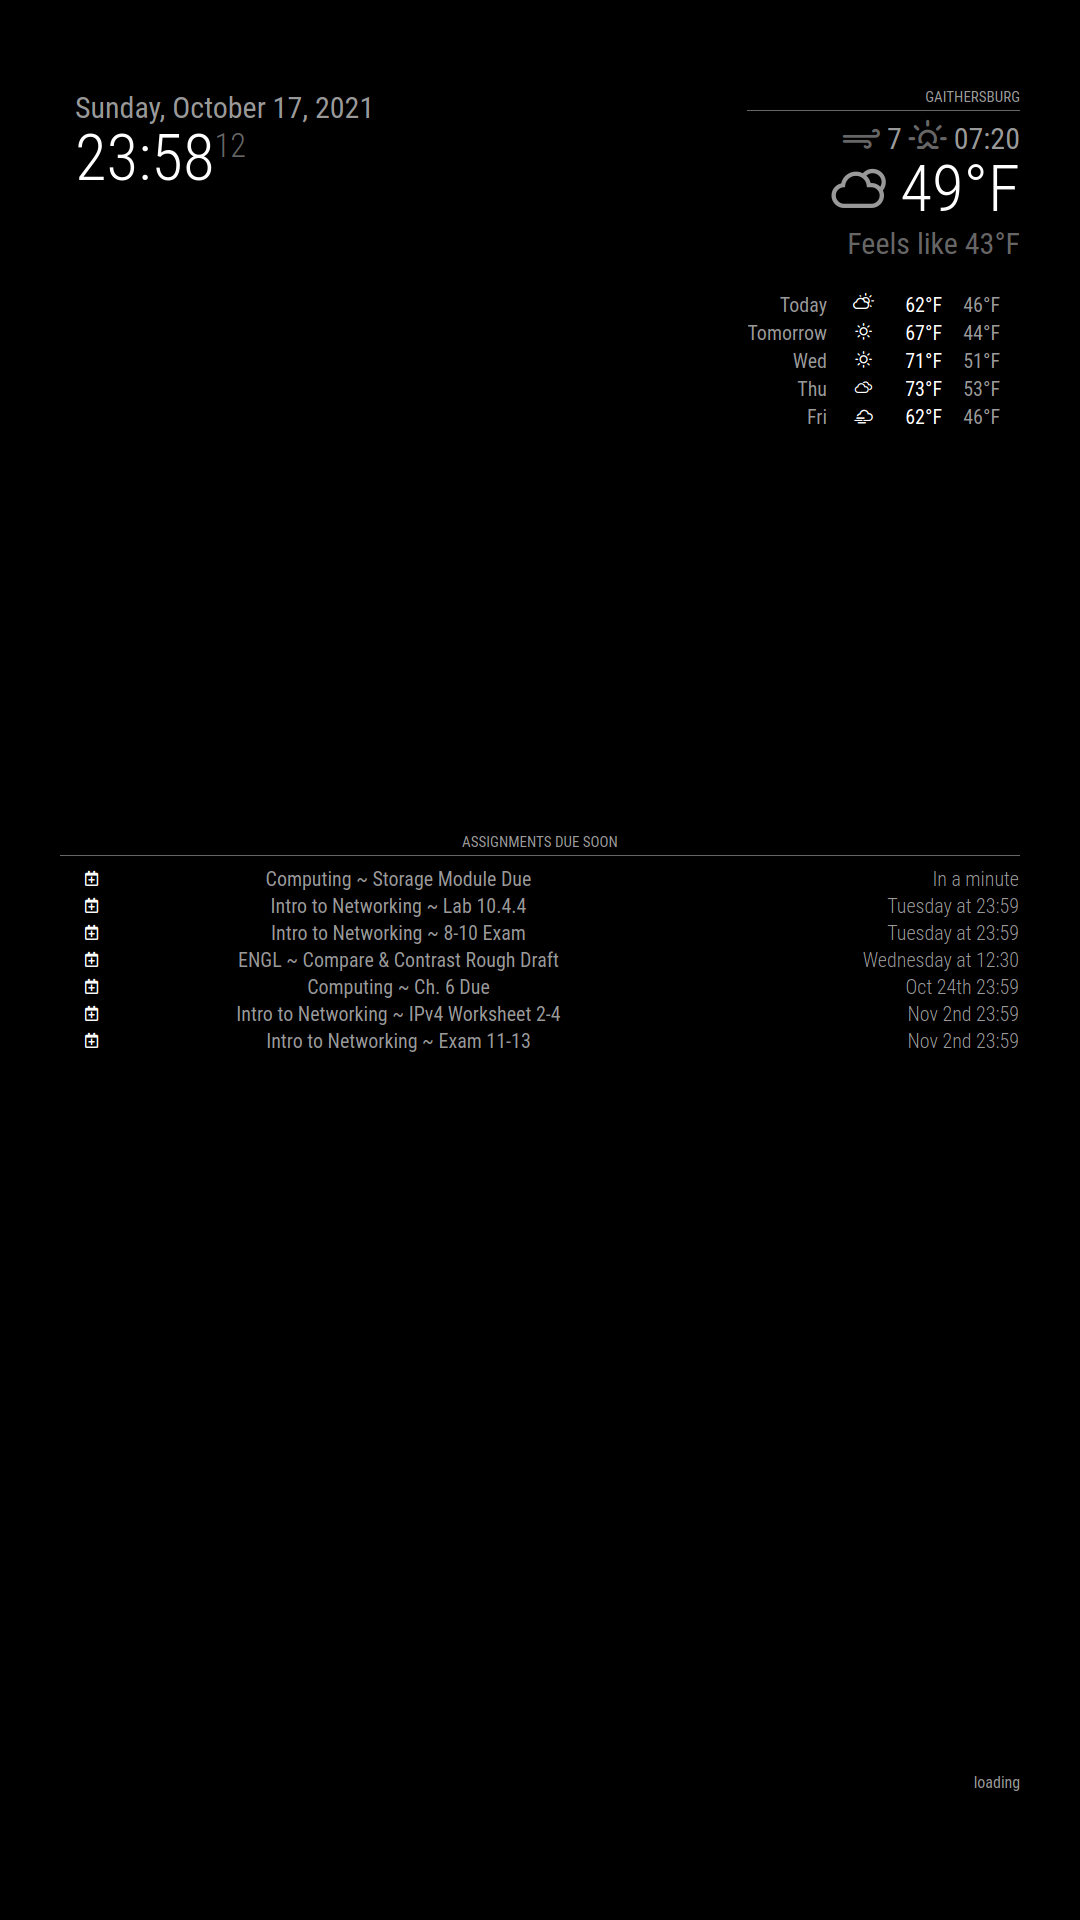 Sunday, October 17, 2021
23:58 12
GAITHERSBURG
7 07:20
49°F
Feels like 43°F
Today 62°F 46°F
Tomorrow 67°F 44°F
Wed 71°F 51°F
Thu 73°F 53°F
Fri 62°F 46°F
ASSIGNMENTS DUE SOON
Computing ~ Storage Module Due In a minute
Intro to Networking ~ Lab 10.4.4 Tuesday at 23:59
Intro to Networking ~ 8-10 Exam Tuesday at 23:59
ENGL ~ Compare & Contrast Rough Draft Wednesday at 12:30
Computing ~ Ch. 6 Due Oct 24th 23:59
Intro to Networking ~ IPv4 Worksheet 2-4 Nov 2nd 23:59
Intro to Networking ~ Exam 11-13 Nov 2nd 23:59
loading